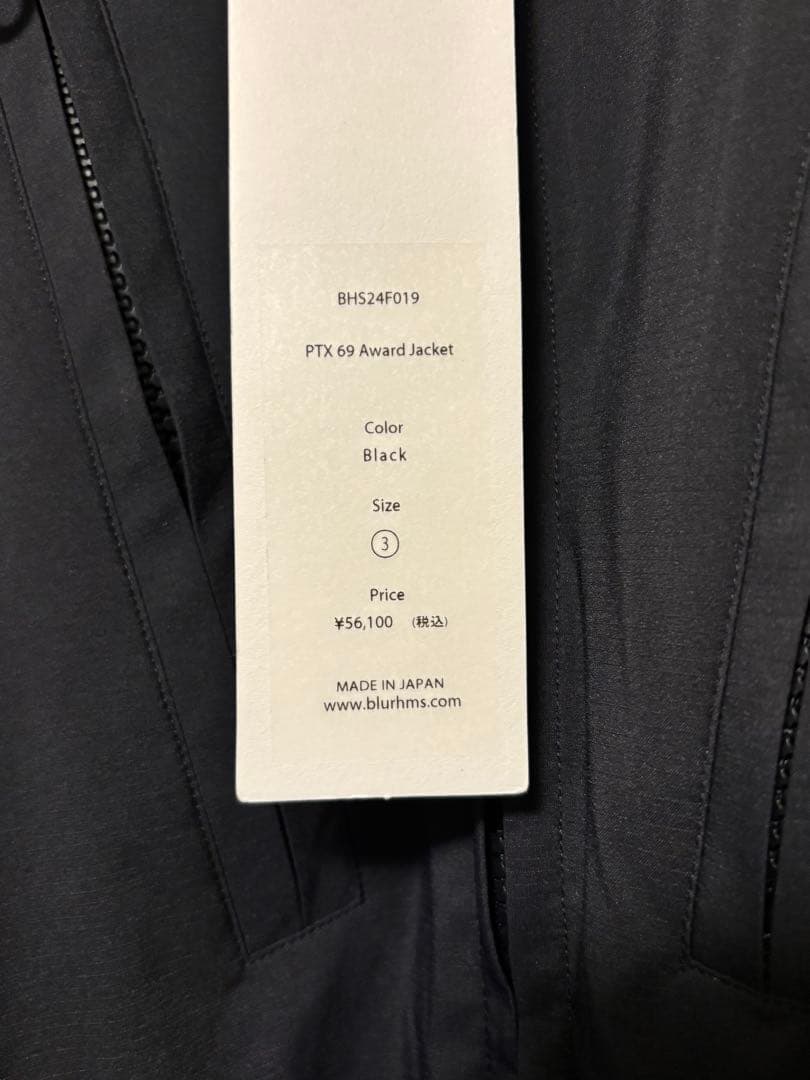 BHS24F019
PTX 69 Award Jacket
Color
Black
Size
③
Price
¥56,100 (税込)
MADE IN JAPAN
www.blurhms.com